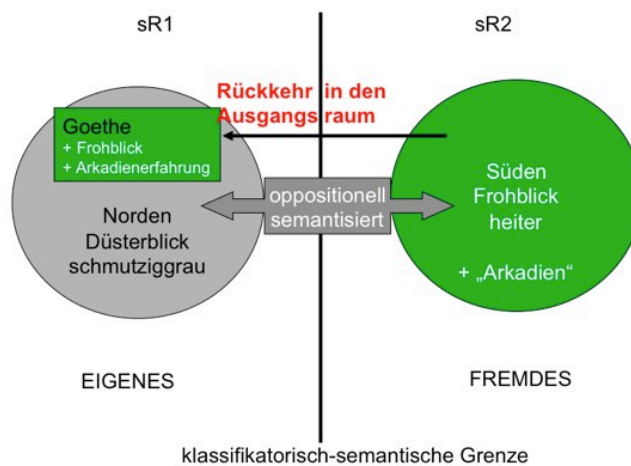 sR1
sR2
Rückkehr in den
Ausgangsraum
Goethe
+ Frohblick
+ Arkadienerfahrung
Norden
Düsterblick
schmutziggrau
oppositionell
semantisiert
Süden
Frohblick
heiter
+ „Arkadien“
EIGENES
FREMDES
klassifikatorisch-semantische Grenze